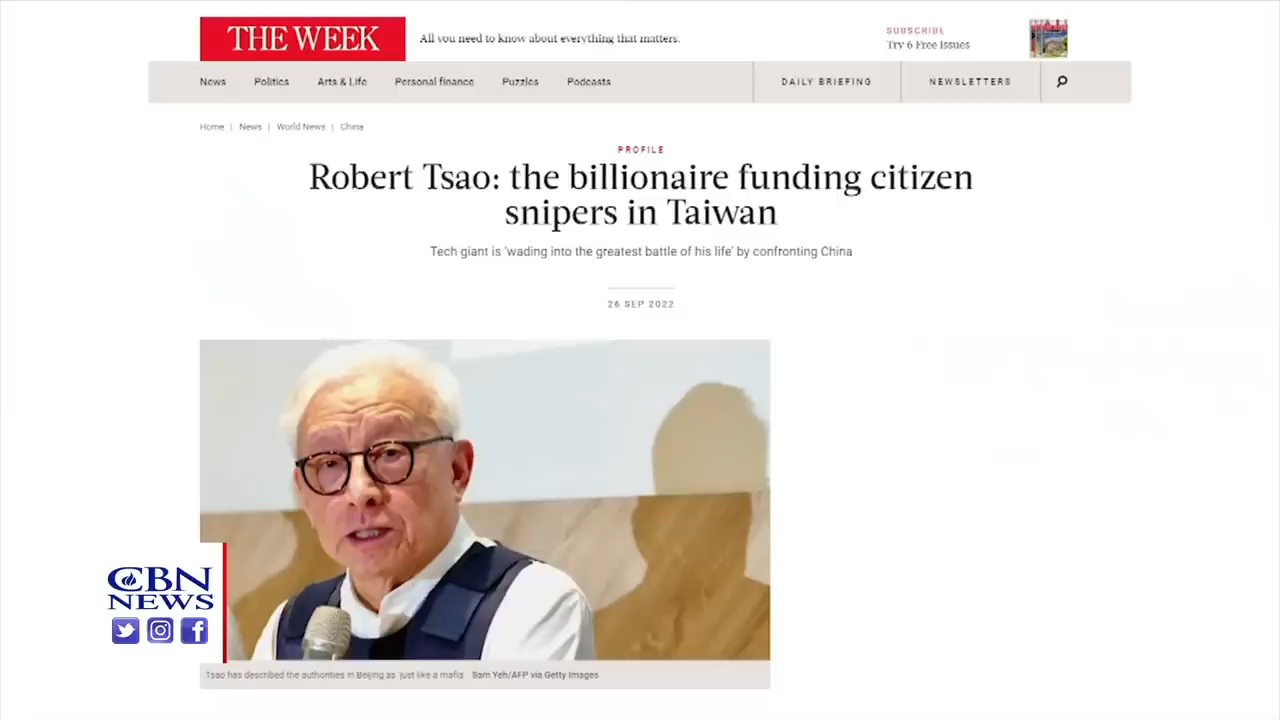 THE WEEK
All you need to know about everything that matters.
SUBSCRIBE
Try 6 Free Issues
News Politics Arts & Life Personal finance Puzzles Podcasts DAILY BRIEFING NEWSLETTERS
Home | News | World News | China
PROFILE
Robert Tsao: the billionaire funding citizen
snipers in Taiwan
Tech giant is 'wading into the greatest battle of his life' by confronting China
26 SEP 2022
CBN
NEWS
Tsao has described the authorities in Beijing as 'just like a mafia' Sam Yeh/AFP via Getty Images